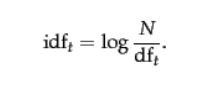 idf_t = log N/df_t.